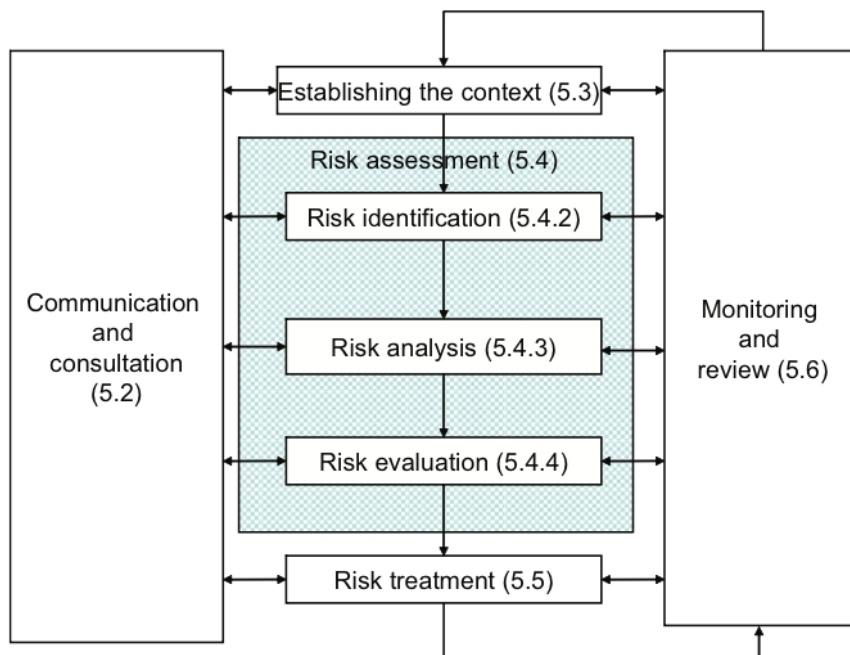 Establishing the context (5.3)
Risk assessment (5.4)
Risk identification (5.4.2)
Communication
and
consultation
(5.2)
Risk analysis (5.4.3)
Monitoring
and
review (5.6)
Risk evaluation (5.4.4)
Risk treatment (5.5)